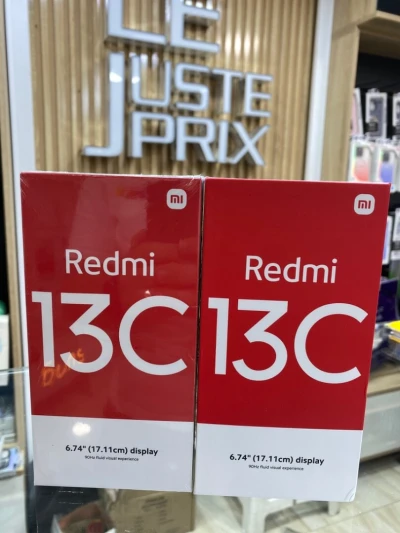 LE
JUSTE
PRIX
mi
Redmi
13C
6.74" (17.11cm) display
90Hz fluid visual experience
mi
Redmi
13C
6.74" (17.11cm) display
90Hz fluid visual experience